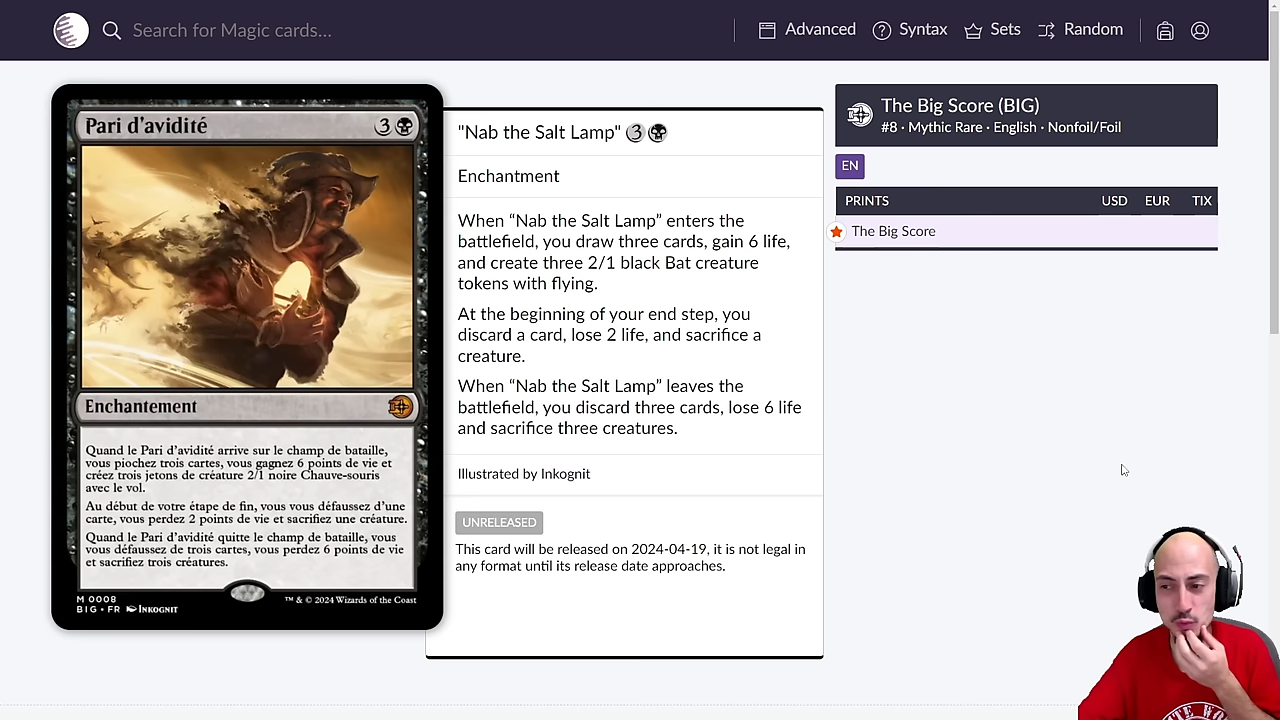 Search for Magic cards...
Advanced
Syntax
Sets
Random
Pari d'avidité 3
Enchantement
Quand le Pari d'avidité arrive sur le champ de bataille,
vous piochez trois cartes, vous gagnez 6 points de vie et
créez trois jetons de créature 2/1 noire Chauve-souris
avec le vol.
Au début de votre étape de fin, vous vous défaussez d'une
carte, vous perdez 2 points de vie et sacrifiez une créature.
Quand le Pari d'avidité quitte le champ de bataille, vous
vous défaussez de trois cartes, vous perdez 6 points de vie
et sacrifiez trois créatures.
M 0008
BIG • FR INKOGNIT
™ & © 2024 Wizards of the Coast
"Nab the Salt Lamp" 3
Enchantment
When “Nab the Salt Lamp” enters the
battlefield, you draw three cards, gain 6 life,
and create three 2/1 black Bat creature
tokens with flying.
At the beginning of your end step, you
discard a card, lose 2 life, and sacrifice a
creature.
When “Nab the Salt Lamp” leaves the
battlefield, you discard three cards, lose 6 life
and sacrifice three creatures.
Illustrated by Inkognit
UNRELEASED
This card will be released on 2024-04-19, it is not legal in
any format until its release date approaches.
The Big Score (BIG)
#8 · Mythic Rare · English · Nonfoil/Foil
EN
PRINTS USD EUR TIX
The Big Score